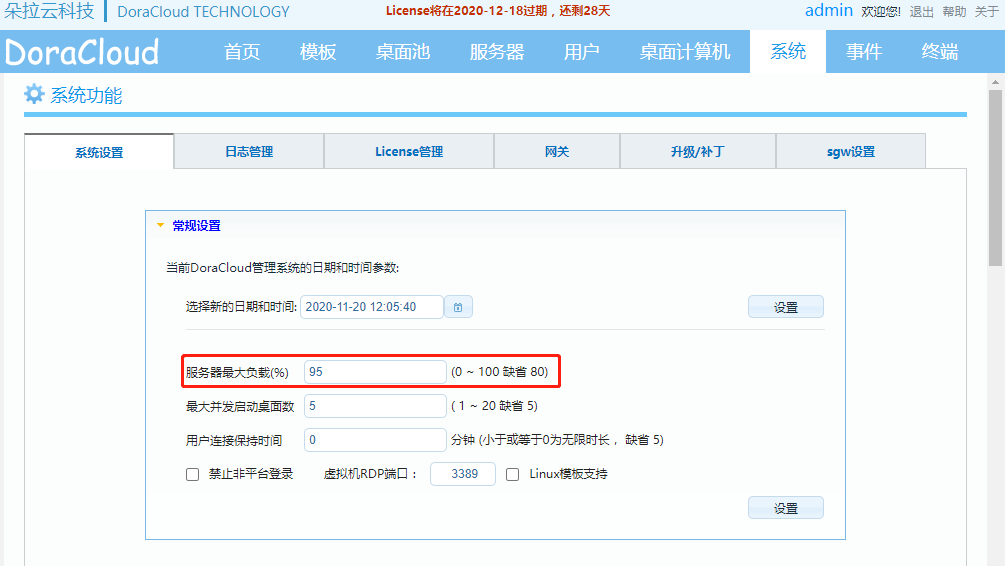 朵拉云科技 DoraCloud TECHNOLOGY License将在2020-12-18过期，还剩28天 admin 欢迎您! 退出 帮助 关于
DoraCloud 首页 模板 桌面池 服务器 用户 桌面计算机 系统 事件 终端
系统功能
系统设置 日志管理 License管理 网关 升级/补丁 sgw设置
常规设置
当前DoraCloud管理系统的日期和时间参数:
选择新的日期和时间: 2020-11-20 12:05:40 设置
服务器最大负载(%) 95 (0 ~ 100 缺省 80)
最大并发启动桌面数 5 ( 1 ~ 20 缺省 5)
用户连接保持时间 0 分钟 (小于或等于0为无限时长， 缺省 5)
禁止非平台登录 虚拟机RDP端口： 3389 Linux模板支持
设置